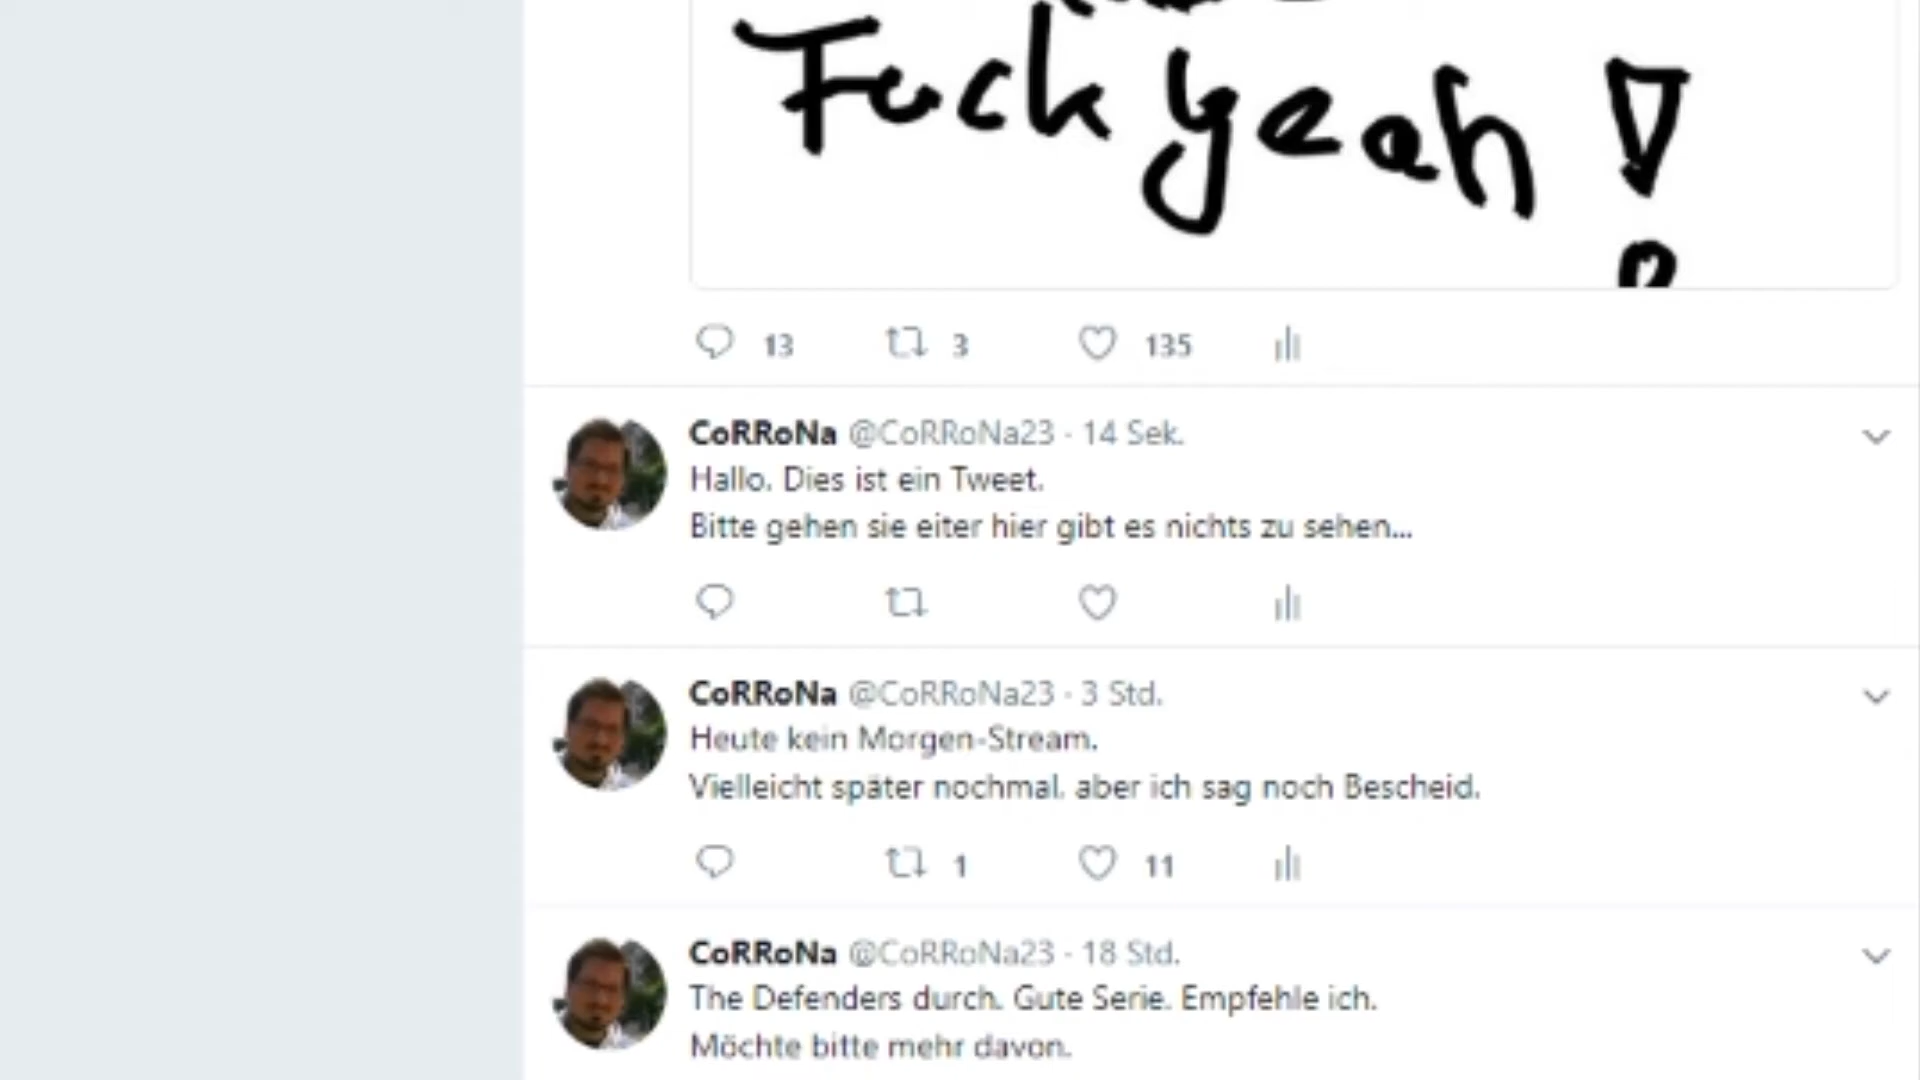 Fuck yeah!
13 3 135
CoRRoNa @CoRRoNa23 · 14 Sek.
Hallo. Dies ist ein Tweet.
Bitte gehen sie eiter hier gibt es nichts zu sehen...
CoRRoNa @CoRRoNa23 · 3 Std.
Heute kein Morgen-Stream.
Vielleicht später nochmal. aber ich sag noch Bescheid.
1 11
CoRRoNa @CoRRoNa23 · 18 Std.
The Defenders durch. Gute Serie. Empfehle ich.
Möchte bitte mehr davon.